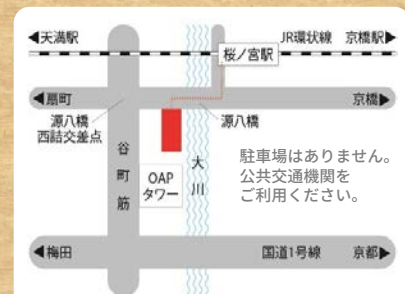 ◀天満駅
JR環状線 京橋駅▶
桜ノ宮駅
◀扇町
京橋▶
源八橋
西詰交差点
源八橋
谷町筋
OAP
タワー
大川
駐車場はありません。
公共交通機関を
ご利用ください。
◀梅田
国道1号線
京都▶